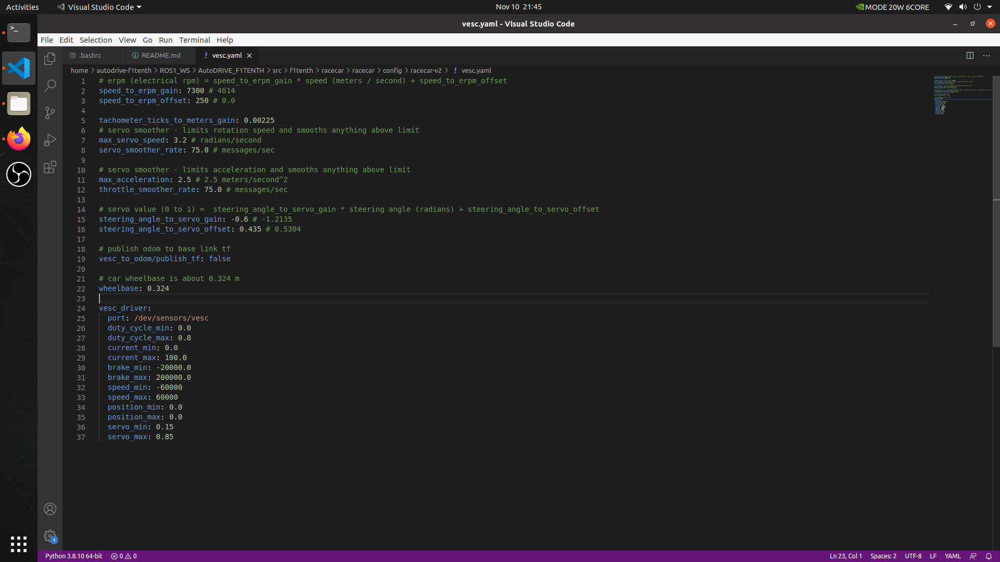 Activities Visual Studio Code Nov 10 21:45 MODE 20W 6CORE
vesc.yaml - Visual Studio Code
File Edit Selection View Go Run Terminal Help
.bashrc README.md ! vesc.yaml
home > autodrive-f1tenth > ROS1_WS > AutoDRIVE_F1TENTH > src > f1tenth > racecar > racecar > config > racecar-v2 > ! vesc.yaml
1 # erpm (electrical rpm) = speed_to_erpm_gain * speed (meters / second) + speed_to_erpm_offset
2 speed_to_erpm_gain: 7300 # 4614
3 speed_to_erpm_offset: 250 # 0.0
4
5 tachometer_ticks_to_meters_gain: 0.00225
6 # servo smoother - limits rotation speed and smooths anything above limit
7 max_servo_speed: 3.2 # radians/second
8 servo_smoother_rate: 75.0 # messages/sec
9
10 # servo smoother - limits acceleration and smooths anything above limit
11 max_acceleration: 2.5 # 2.5 meters/second^2
12 throttle_smoother_rate: 75.0 # messages/sec
13
14 # servo value (0 to 1) =  steering_angle_to_servo_gain * steering angle (radians) + steering_angle_to_servo_offset
15 steering_angle_to_servo_gain: -0.6 # -1.2135
16 steering_angle_to_servo_offset: 0.435 # 0.5304
17
18 # publish odom to base link tf
19 vesc_to_odom/publish_tf: false
20
21 # car wheelbase is about 0.324 m
22 wheelbase: 0.324
23
24 vesc_driver:
25   port: /dev/sensors/vesc
26   duty_cycle_min: 0.0
27   duty_cycle_max: 0.8
28   current_min: 0.0
29   current_max: 100.0
30   brake_min: -20000.0
31   brake_max: 200000.0
32   speed_min: -60000
33   speed_max: 60000
34   position_min: 0.0
35   position_max: 0.0
36   servo_min: 0.15
37   servo_max: 0.85
1
Python 3.8.10 64-bit 0 0 Ln 23, Col 1 Spaces: 2 UTF-8 LF YAML